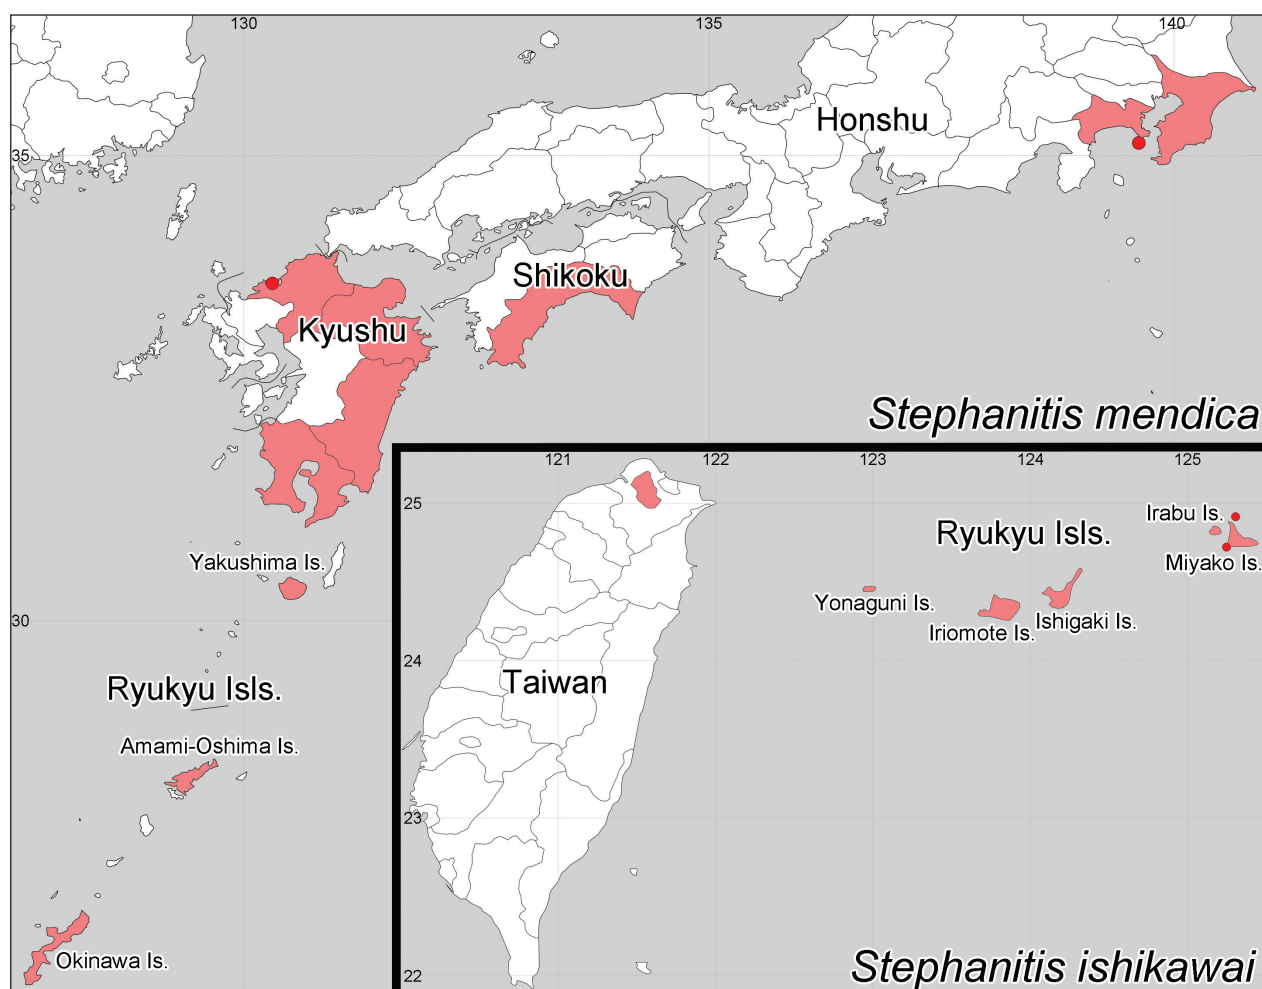 130
135
140
Honshu
35
Shikoku
Kyushu
Stephanitis mendica
121
122
123
124
125
25
Irabu Is.
Ryukyu Isls.
Miyako Is.
Yakushima Is.
Yonaguni Is.
Ishigaki Is.
Iriomote Is.
30
24
Taiwan
Ryukyu Isls.
Amami-Oshima Is.
23
Okinawa Is.
22
Stephanitis ishikawai